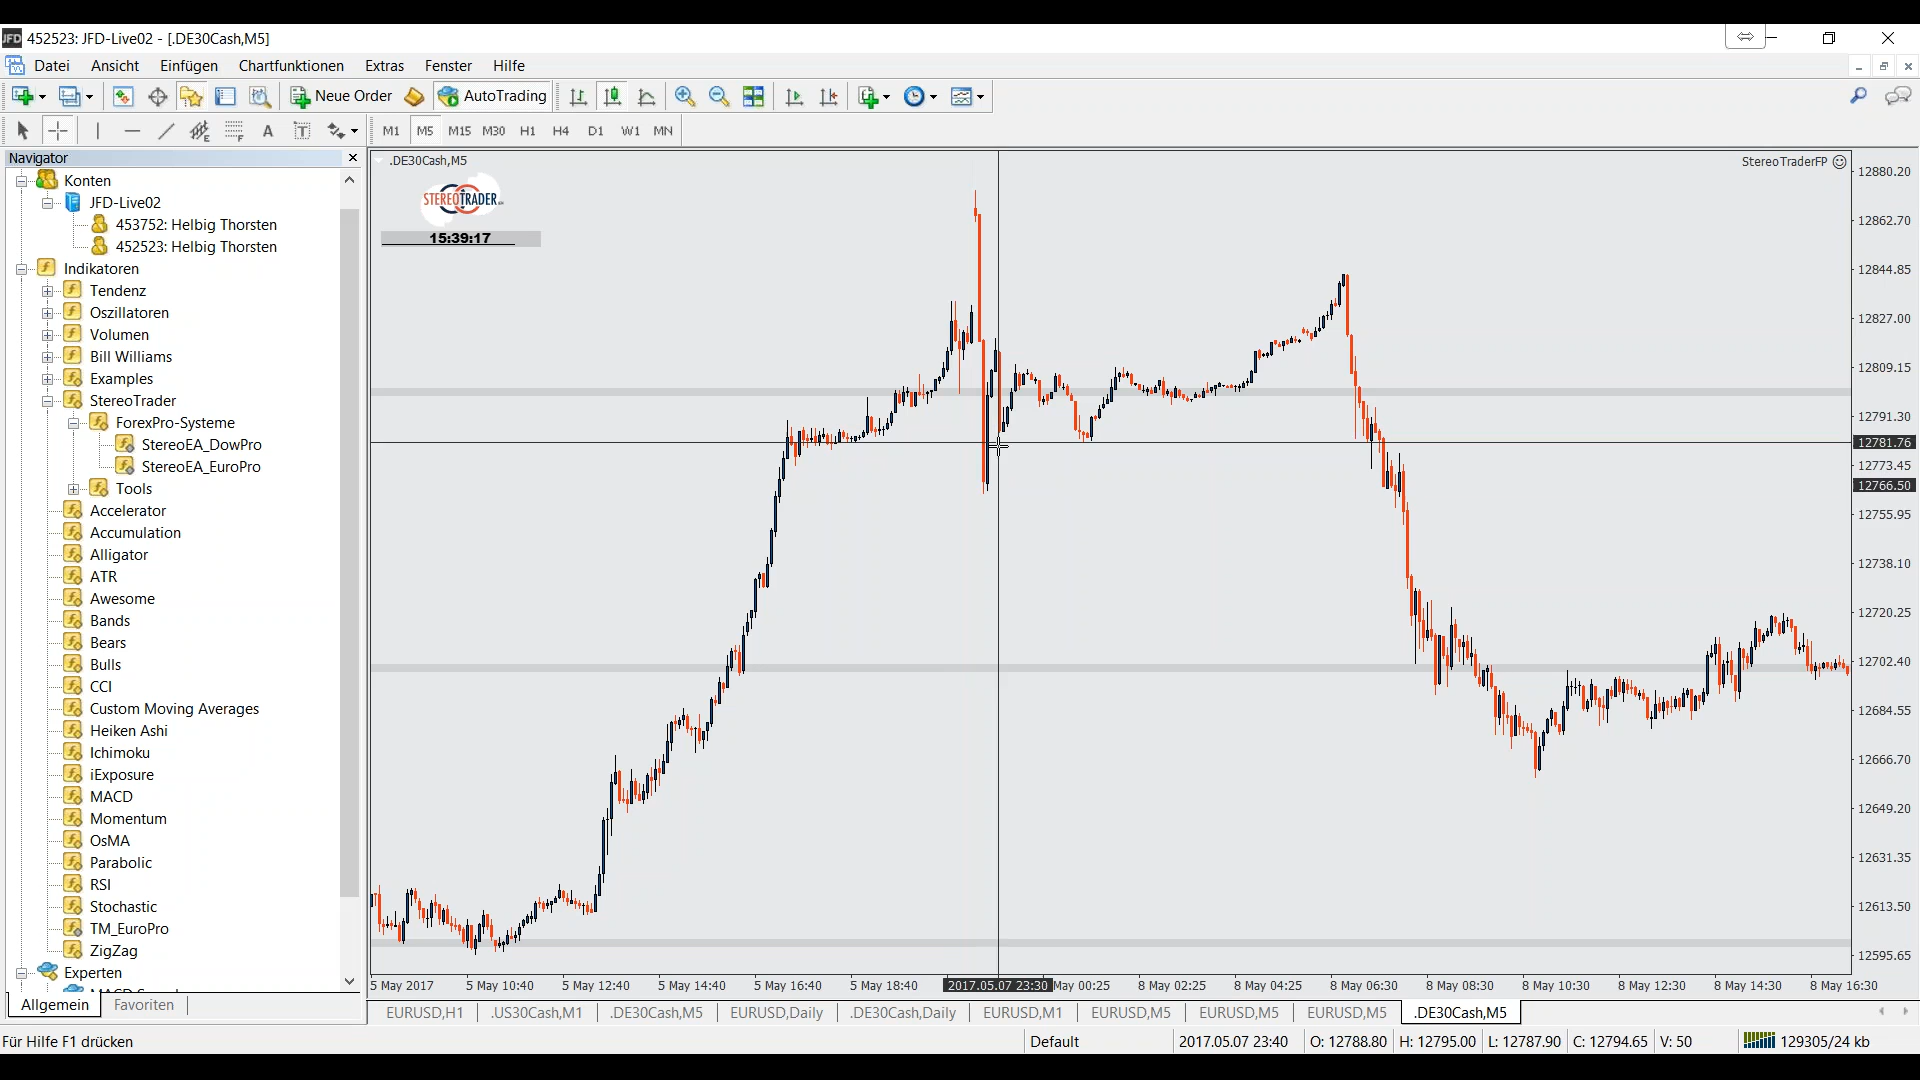 JFD 452523: JFD-Live02 - [.DE30Cash,M5]
Datei Ansicht Einfügen Chartfunktionen Extras Fenster Hilfe
Neue Order AutoTrading
A T M1 M5 M15 M30 H1 H4 D1 W1 MN
Navigator
Konten
JFD-Live02
453752: Helbig Thorsten
452523: Helbig Thorsten
Indikatoren
Tendenz
Oszillatoren
Volumen
Bill Williams
Examples
StereoTrader
ForexPro-Systeme
StereoEA_DowPro
StereoEA_EuroPro
Tools
Accelerator
Accumulation
Alligator
ATR
Awesome
Bands
Bears
Bulls
CCI
Custom Moving Averages
Heiken Ashi
Ichimoku
iExposure
MACD
Momentum
OsMA
Parabolic
RSI
Stochastic
TM_EuroPro
ZigZag
Experten
Allgemein Favoriten
.DE30Cash,M5
STEREOTRADER
15:39:17
StereoTraderFP
12880.20
12862.70
12844.85
12827.00
12809.15
12791.30
12781.76
12773.45
12766.50
12755.95
12738.10
12720.25
12702.40
12684.55
12666.70
12649.20
12631.35
12613.50
12595.65
5 May 2017 5 May 10:40 5 May 12:40 5 May 14:40 5 May 16:40 5 May 18:40 2017.05.07 23:30 May 00:25 8 May 02:25 8 May 04:25 8 May 06:30 8 May 08:30 8 May 10:30 8 May 12:30 8 May 14:30 8 May 16:30
EURUSD,H1 .US30Cash,M1 .DE30Cash,M5 EURUSD,Daily .DE30Cash,Daily EURUSD,M1 EURUSD,M5 EURUSD,M5 EURUSD,M5 .DE30Cash,M5
Für Hilfe F1 drücken Default 2017.05.07 23:40 O: 12788.80 H: 12795.00 L: 12787.90 C: 12794.65 V: 50 129305/24 kb